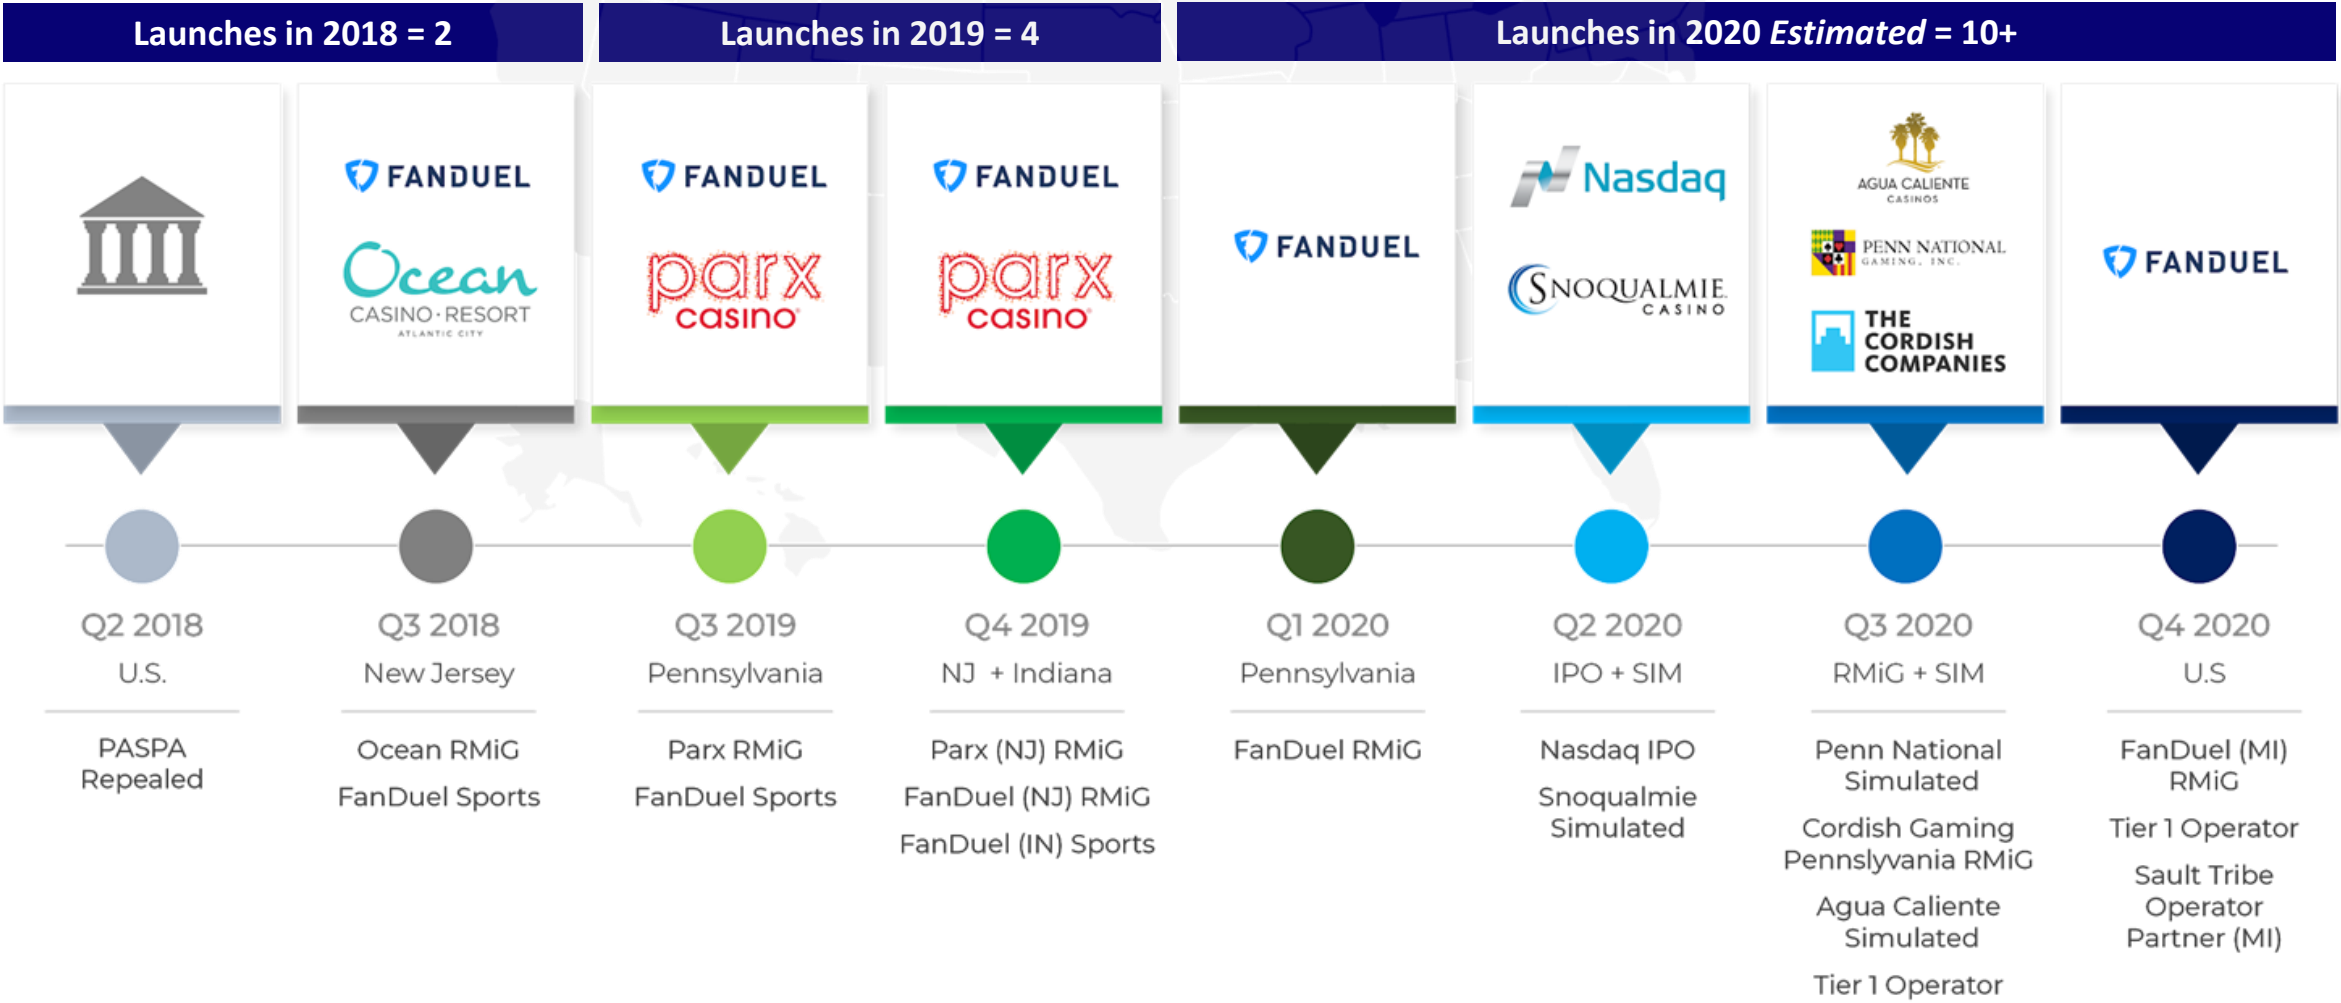 Launches in 2018 = 2
Launches in 2019 = 4
Launches in 2020 Estimated = 10+
FANDUEL
Ocean
CASINO · RESORT
ATLANTIC CITY
FANDUEL
parx
casino®
FANDUEL
parx
casino®
FANDUEL
Nasdaq
SNOQUALMIE
CASINO
AGUA CALIENTE
CASINOS
PENN NATIONAL
GAMING, INC.
THE
CORDISH
COMPANIES
FANDUEL
Q2 2018
U.S.
PASPA
Repealed
Q3 2018
New Jersey
Ocean RMiG
FanDuel Sports
Q3 2019
Pennsylvania
Parx RMiG
FanDuel Sports
Q4 2019
NJ + Indiana
Parx (NJ) RMiG
FanDuel (NJ) RMiG
FanDuel (IN) Sports
Q1 2020
Pennsylvania
FanDuel RMiG
Q2 2020
IPO + SIM
Nasdaq IPO
Snoqualmie
Simulated
Q3 2020
RMiG + SIM
Penn National
Simulated
Cordish Gaming
Pennslyvania RMiG
Agua Caliente
Simulated
Tier 1 Operator
Q4 2020
U.S
FanDuel (MI)
RMiG
Tier 1 Operator
Sault Tribe
Operator
Partner (MI)